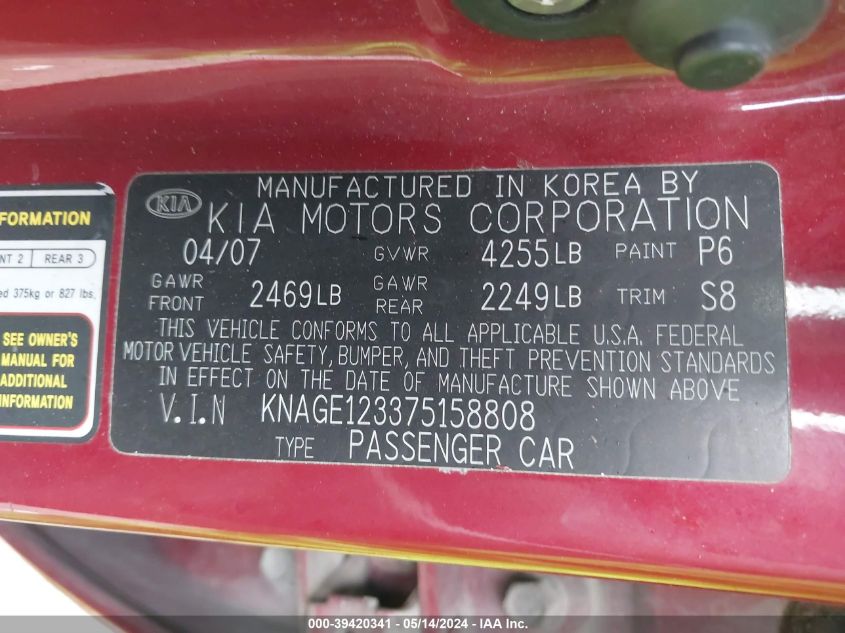 FORMATION
NT 2 REAR 3
ed 375kg or 827 lbs.
SEE OWNER'S
MANUAL FOR
ADDITIONAL
INFORMATION
KIA
MANUFACTURED IN KOREA BY
KIA MOTORS CORPORATION
04/07 GVWR 4255LB PAINT P6
GAWR FRONT 2469LB GAWR REAR 2249LB TRIM S8
THIS VEHICLE CONFORMS TO ALL APPLICABLE U.S.A. FEDERAL
MOTOR VEHICLE SAFETY, BUMPER, AND THEFT PREVENTION STANDARDS
IN EFFECT ON THE DATE OF MANUFACTURE SHOWN ABOVE
V.I.N KNAGE123375158808
TYPE PASSENGER CAR
000-39420341 - 05/14/2024 - IAA Inc.